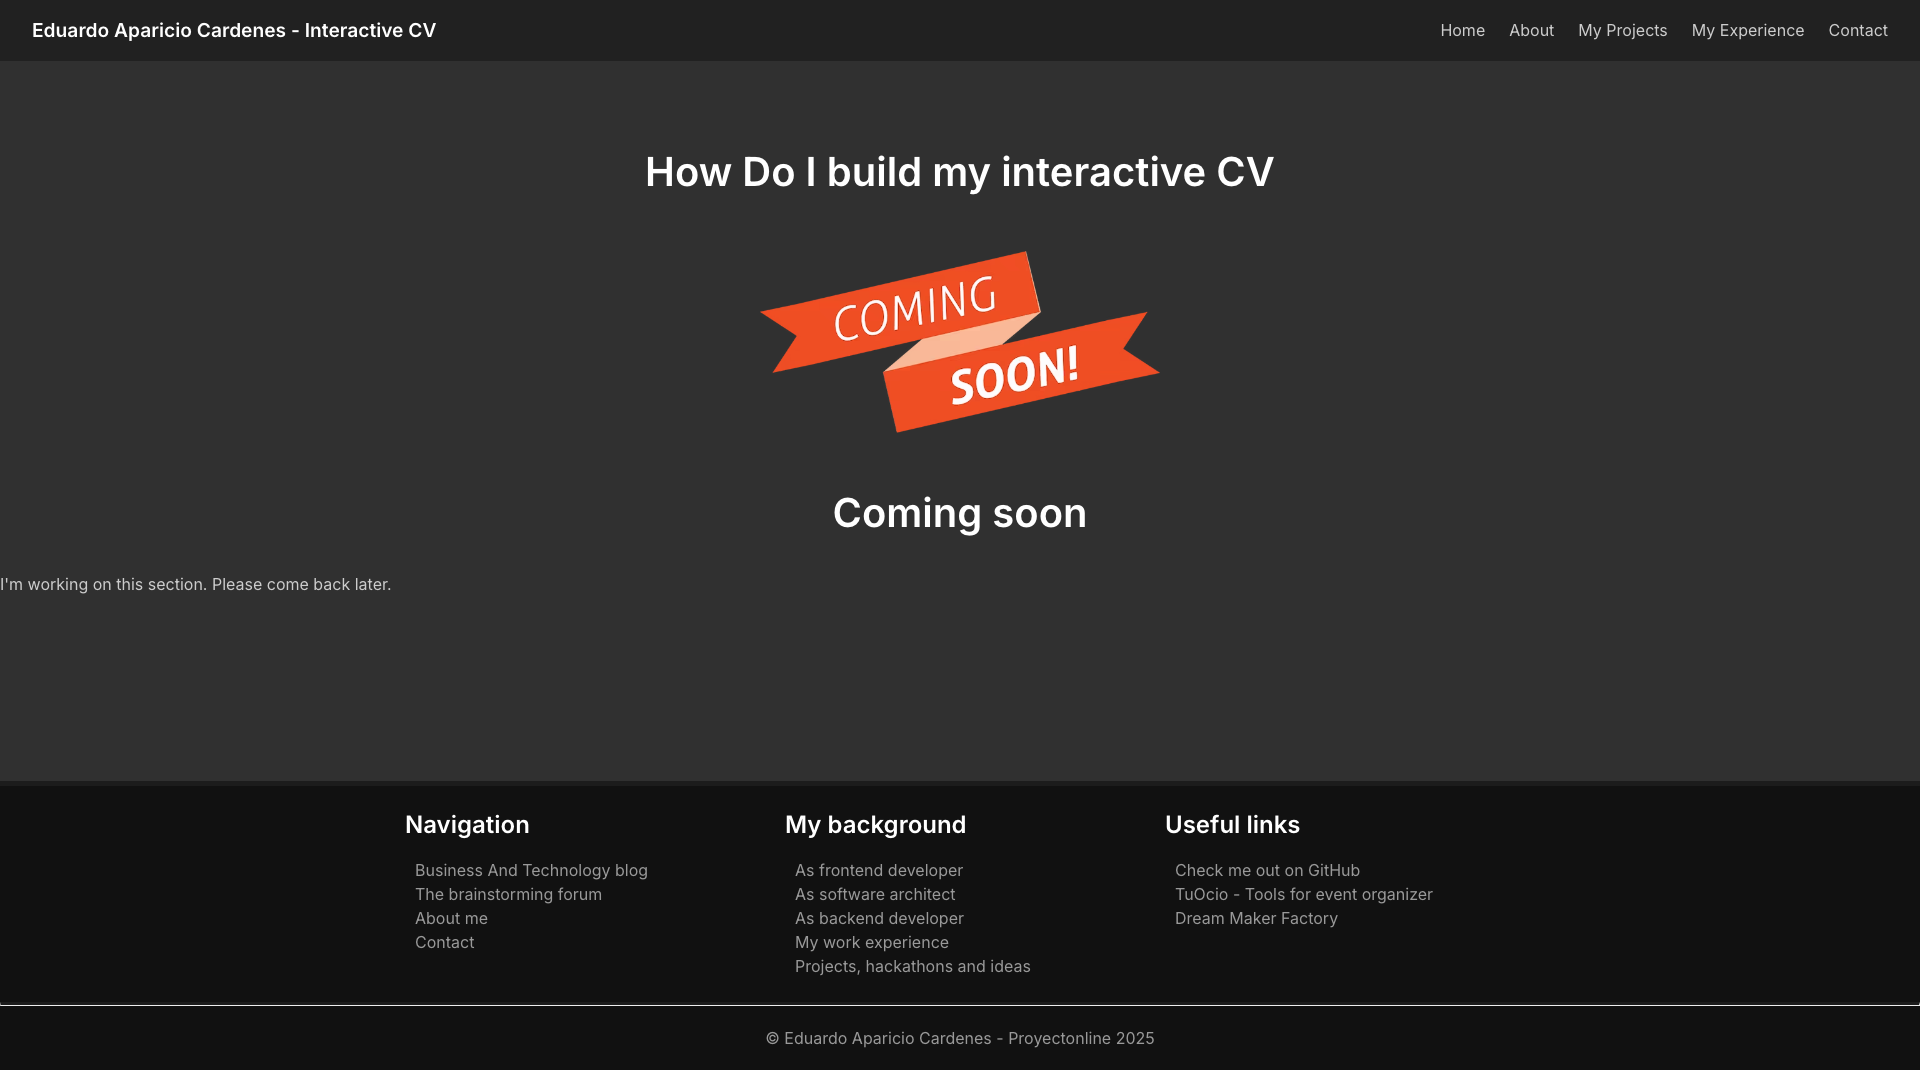 Eduardo Aparicio Cardenes - Interactive CV
Home
About
My Projects
My Experience
Contact
How Do I build my interactive CV
COMING
SOON!
Coming soon
I'm working on this section. Please come back later.
Navigation
Business And Technology blog
The brainstorming forum
About me
Contact
My background
As frontend developer
As software architect
As backend developer
My work experience
Projects, hackathons and ideas
Useful links
Check me out on GitHub
TuOcio - Tools for event organizer
Dream Maker Factory
© Eduardo Aparicio Cardenes - Proyectonline 2025